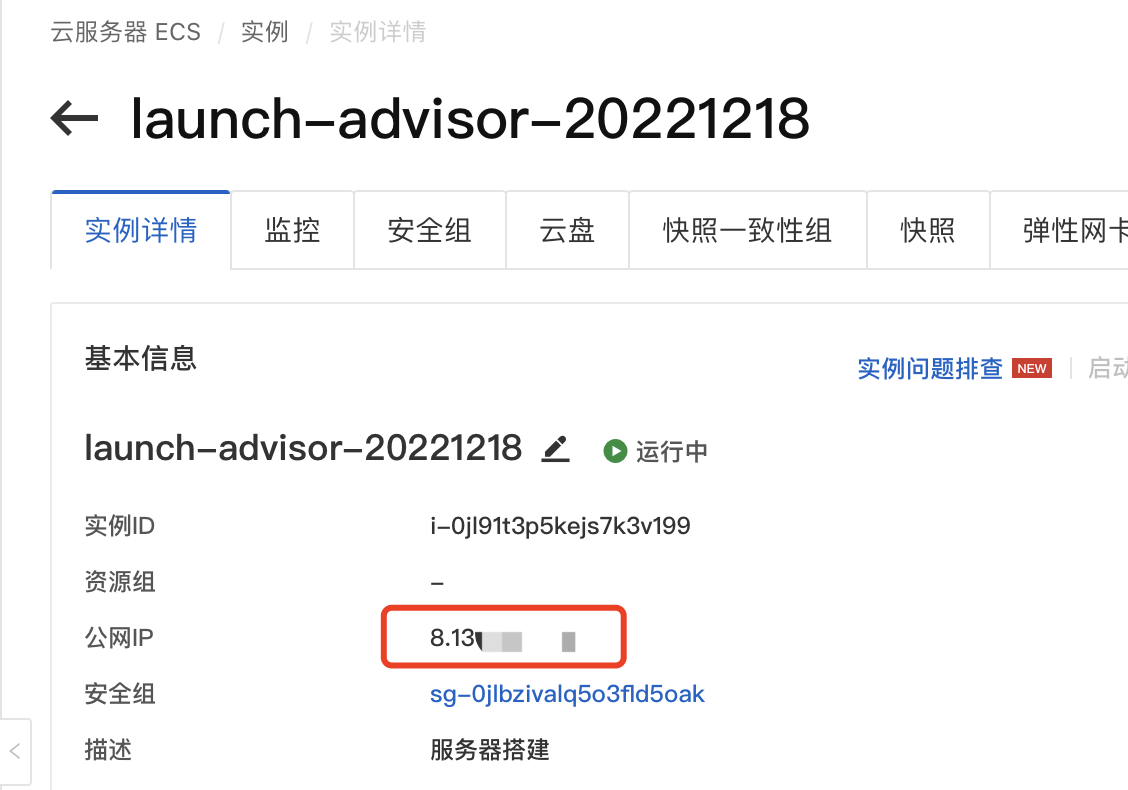 云服务器 ECS / 实例 / 实例详情
launch-advisor-20221218
实例详情 监控 安全组 云盘 快照一致性组 快照 弹性网卡
基本信息
实例问题排查 NEW 启动
launch-advisor-20221218 运行中
实例ID i-0jl91t3p5kejs7k3v199
资源组 -
公网IP 8.13
安全组 sg-0jlbzivalq5o3fld5oak
描述 服务器搭建